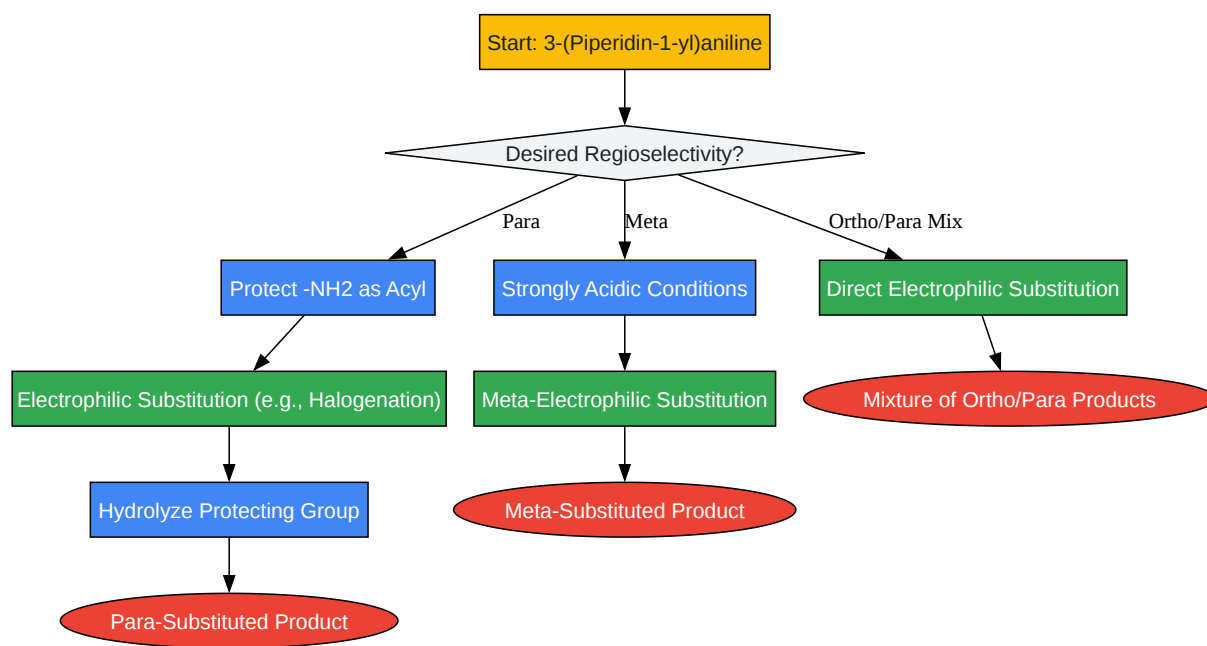 Start: 3-(Piperidin-1-yl)aniline
Desired Regioselectivity?
Para
Meta
Ortho/Para Mix
Protect -NH2 as Acyl
Strongly Acidic Conditions
Direct Electrophilic Substitution
Electrophilic Substitution (e.g., Halogenation)
Meta-Electrophilic Substitution
Mixture of Ortho/Para Products
Hydrolyze Protecting Group
Meta-Substituted Product
Para-Substituted Product